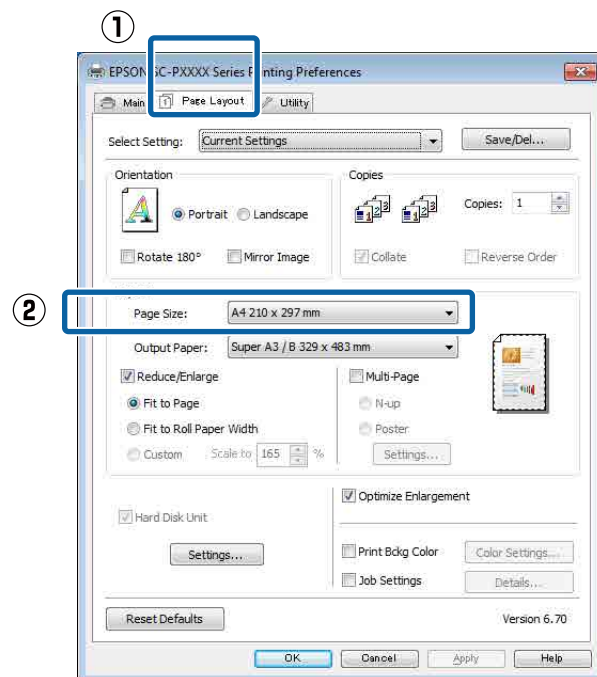 ①
EPSON SC-PXXXX Series Printing Preferences
Main Page Layout Utility
Select Setting: Current Settings Save/Del...
Orientation Copies
Portrait Landscape Copies: 1
Rotate 180° Mirror Image Collate Reverse Order
②
Page Size: A4 210 x 297 mm
Output Paper: Super A3 / B 329 x 483 mm
Reduce/Enlarge Multi-Page
Fit to Page N-up
Fit to Roll Paper Width Poster
Custom Scale to 165 % Settings...
Optimize Enlargement
Hard Disk Unit
Settings... Print Bckg Color Color Settings...
Job Settings Details...
Reset Defaults Version 6.70
OK Cancel Apply Help